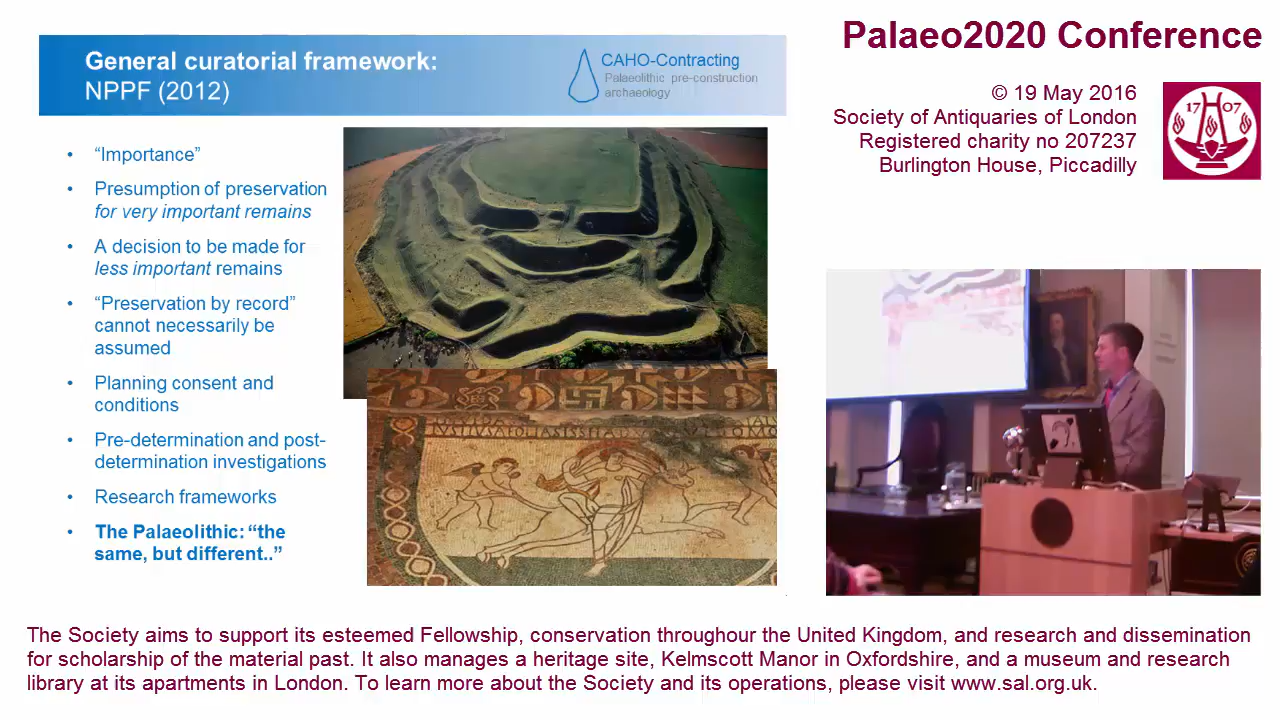 Palaeo2020 Conference
© 19 May 2016
Society of Antiquaries of London
Registered charity no 207237
Burlington House, Piccadilly
17 07
General curatorial framework:
NPPF (2012)
CAHO-Contracting
Palaeolithic pre-construction
archaeology
• “Importance”
• Presumption of preservation
for very important remains
• A decision to be made for
less important remains
• “Preservation by record”
cannot necessarily be
assumed
• Planning consent and
conditions
• Pre-determination and post-
determination investigations
• Research frameworks
• The Palaeolithic: “the
same, but different..”
The Society aims to support its esteemed Fellowship, conservation throughour the United Kingdom, and research and dissemination
for scholarship of the material past. It also manages a heritage site, Kelmscott Manor in Oxfordshire, and a museum and research
library at its apartments in London. To learn more about the Society and its operations, please visit www.sal.org.uk.